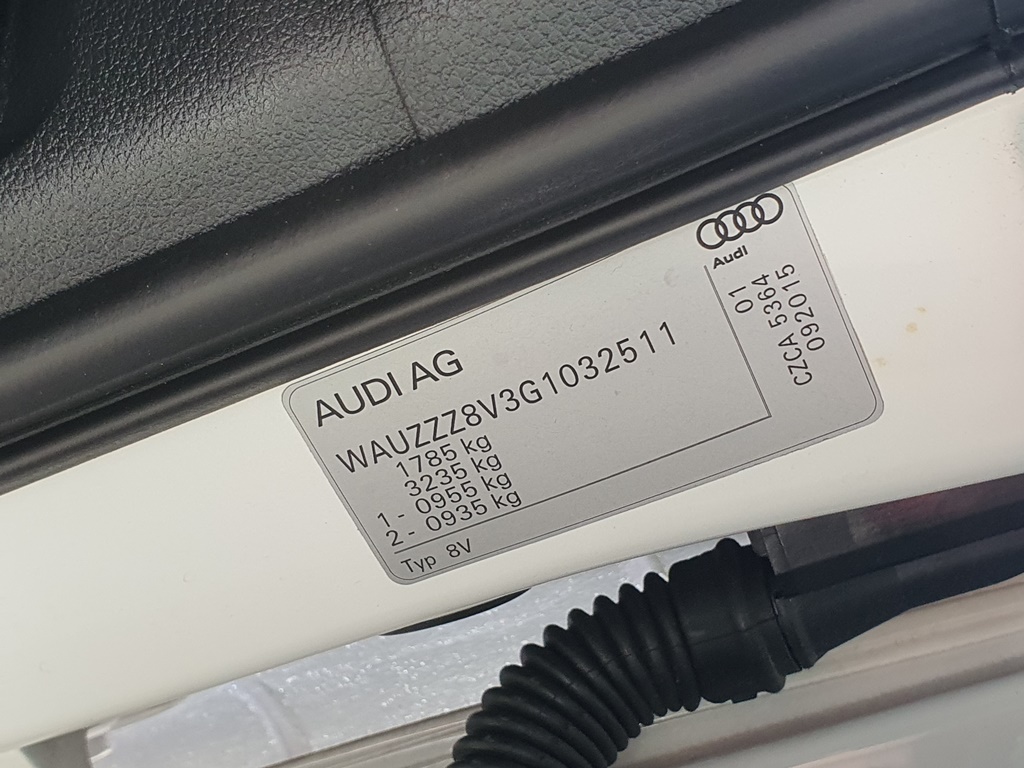 Audi
AUDI AG
WAUZZZ8V3G1032511
1785 kg
3235 kg
1 - 0955 kg
2 - 0935 kg
Typ 8V
01
CZCA 5364
092015